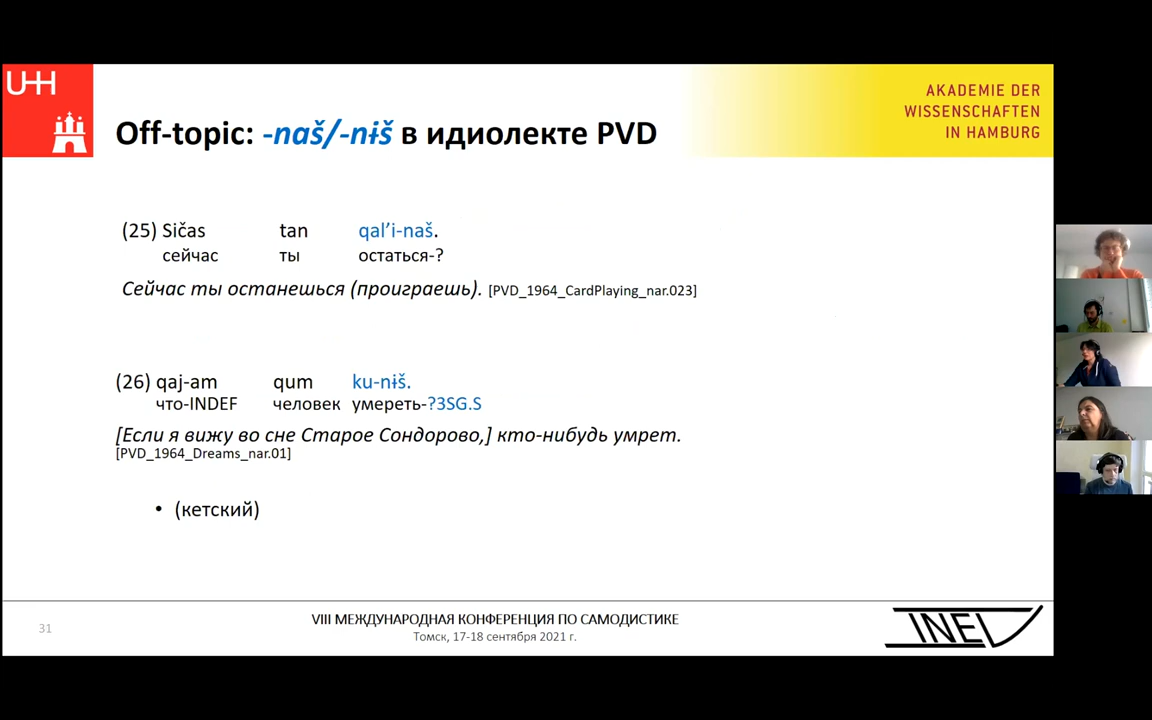 UHH
AKADEMIE DER
WISSENSCHAFTEN
IN HAMBURG
Off-topic: -naš/-nɨš в идиолекте PVD
(25) Sičas tan qal’i-naš.
сейчас ты остаться-?
Сейчас ты останешься (проиграешь). [PVD_1964_CardPlaying_nar.023]
(26) qaj-am qum ku-nɨš.
что-INDEF человек умереть-?3SG.S
[Если я вижу во сне Старое Сондорово,] кто-нибудь умрет.
[PVD_1964_Dreams_nar.01]
• (кетский)
31
VIII МЕЖДУНАРОДНАЯ КОНФЕРЕНЦИЯ ПО САМОДИСТИКЕ
Томск, 17-18 сентября 2021 г.
INEL